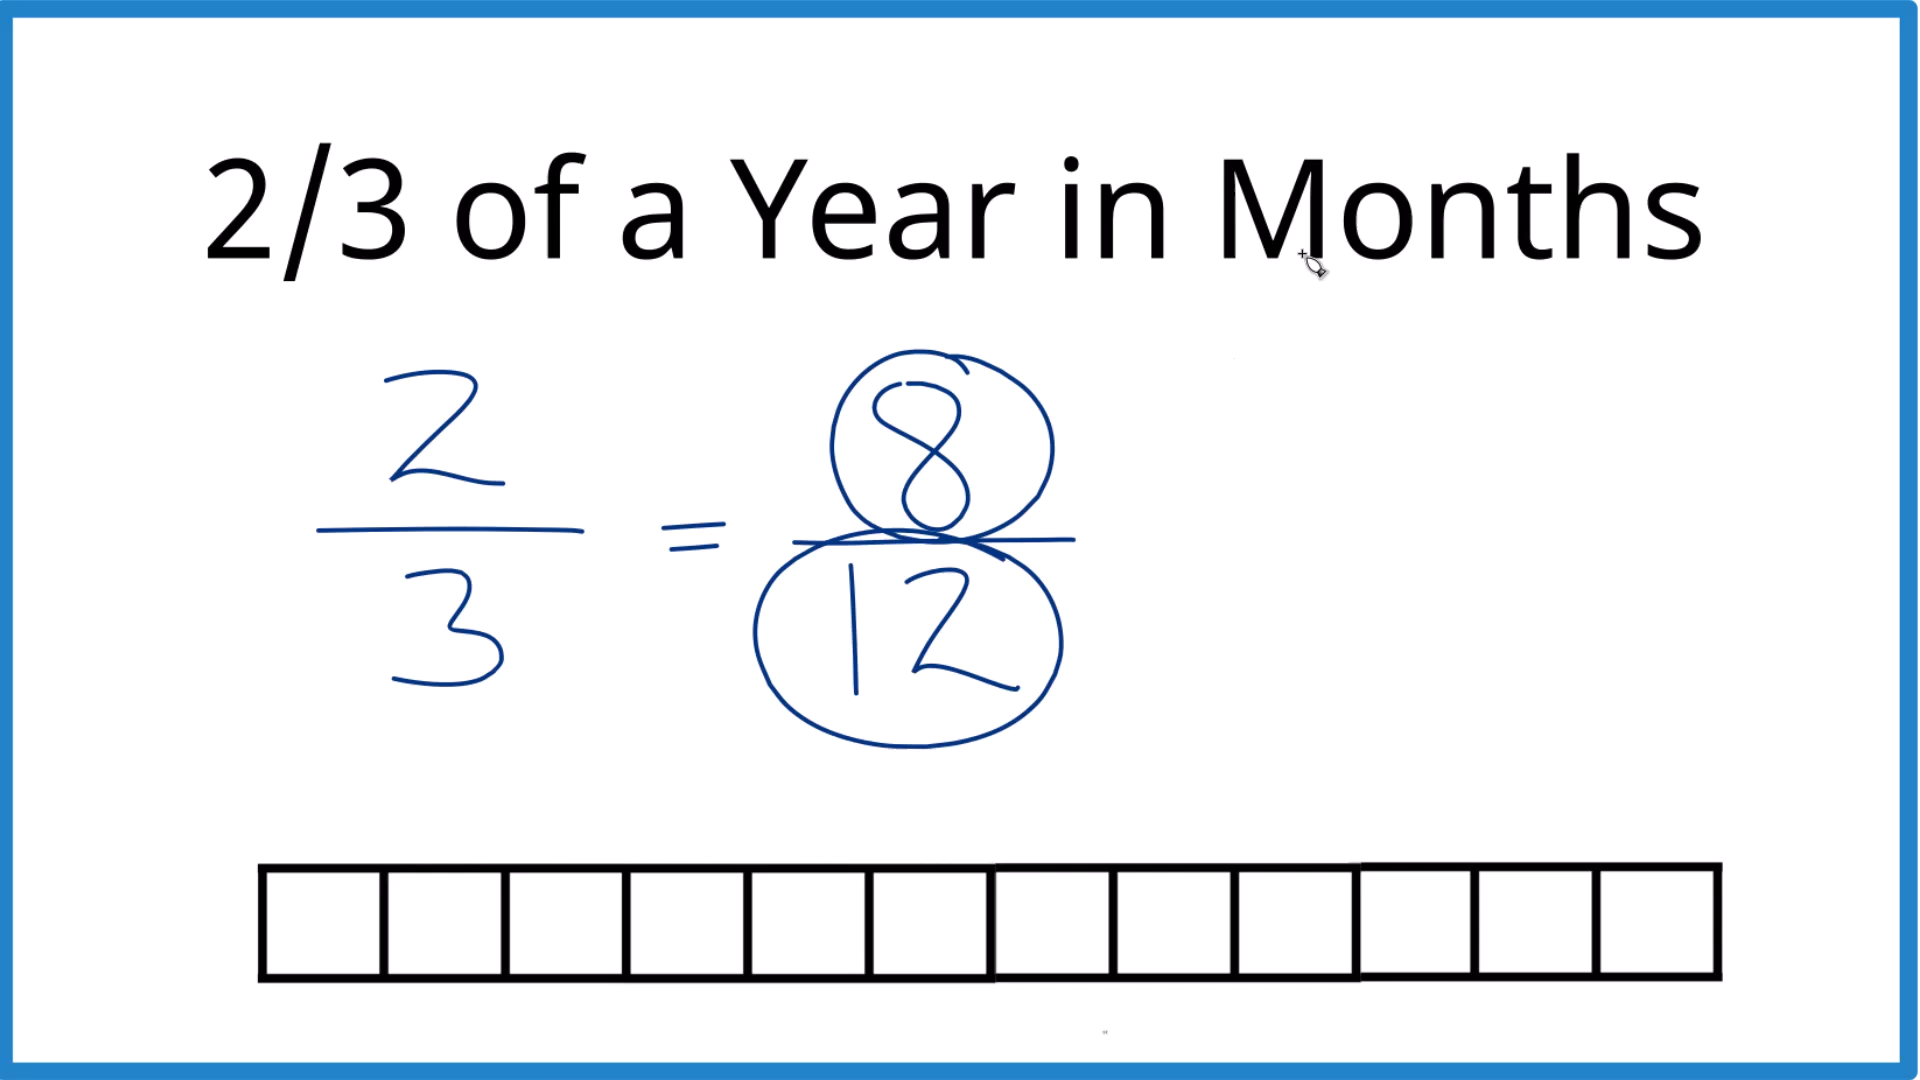 2/3 of a Year in Months
2/3 = 8/12